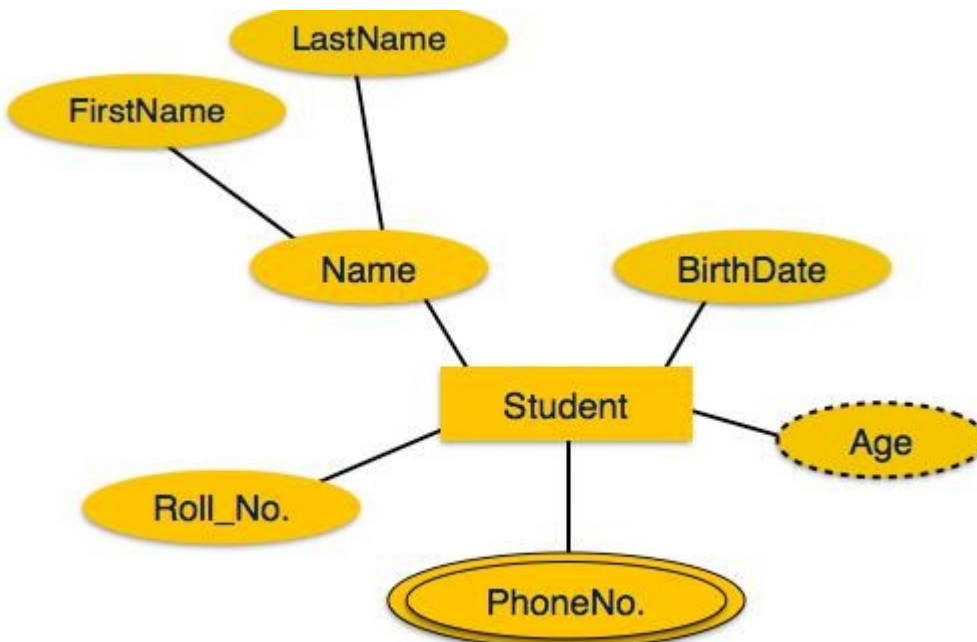 LastName
FirstName
Name
BirthDate
Student
Age
Roll_No.
PhoneNo.